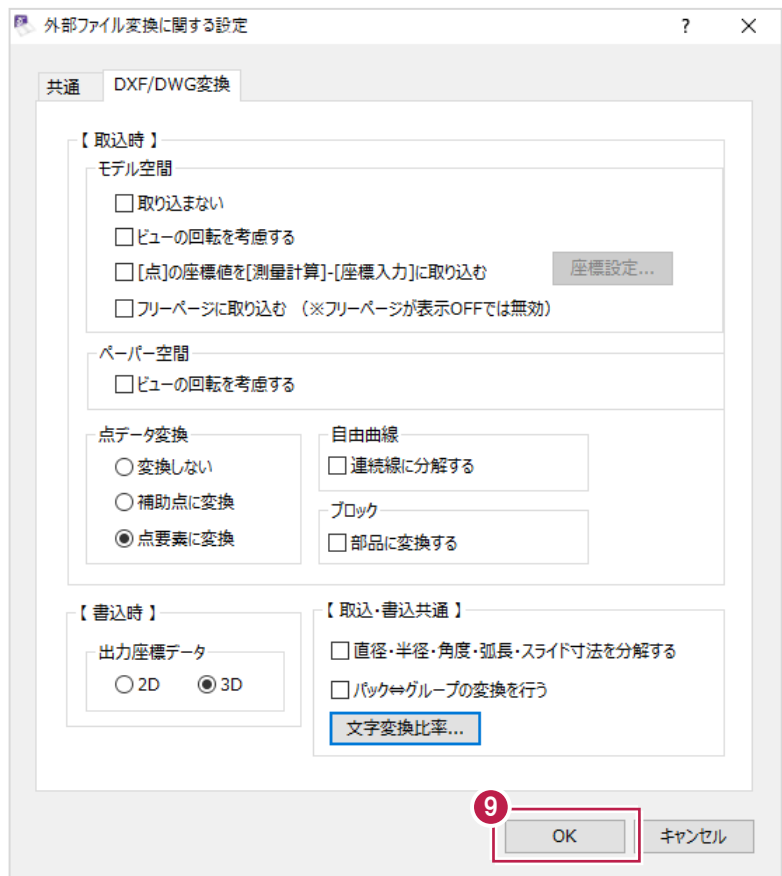 外部ファイル変換に関する設定
?
共通
DXF/DWG変換
【 取込時 】
モデル空間
取り込まない
ビューの回転を考慮する
[点]の座標値を[測量計算]-[座標入力]に取り込む
座標設定...
フリーページに取り込む （※フリーページが表示OFFでは無効）
ペーパー空間
ビューの回転を考慮する
点データ変換
変換しない
補助点に変換
点要素に変換
自由曲線
連続線に分解する
ブロック
部品に変換する
【 書込時 】
出力座標データ
2D
3D
【 取込・書込共通 】
直径・半径・角度・弧長・スライド寸法を分解する
パック⇔グループの変換を行う
文字変換比率...
9
OK
キャンセル